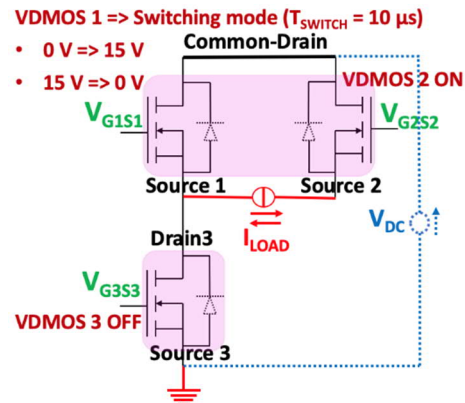 VDMOS 1 => Switching mode (TSWITCH = 10 µs)
• 0 V => 15 V
• 15 V => 0 V
Common-Drain
VDMOS 2 ON
VG1S1
VG2S2
Source 1
Source 2
VDC
ILOAD
Drain3
VG3S3
VDMOS 3 OFF
Source 3